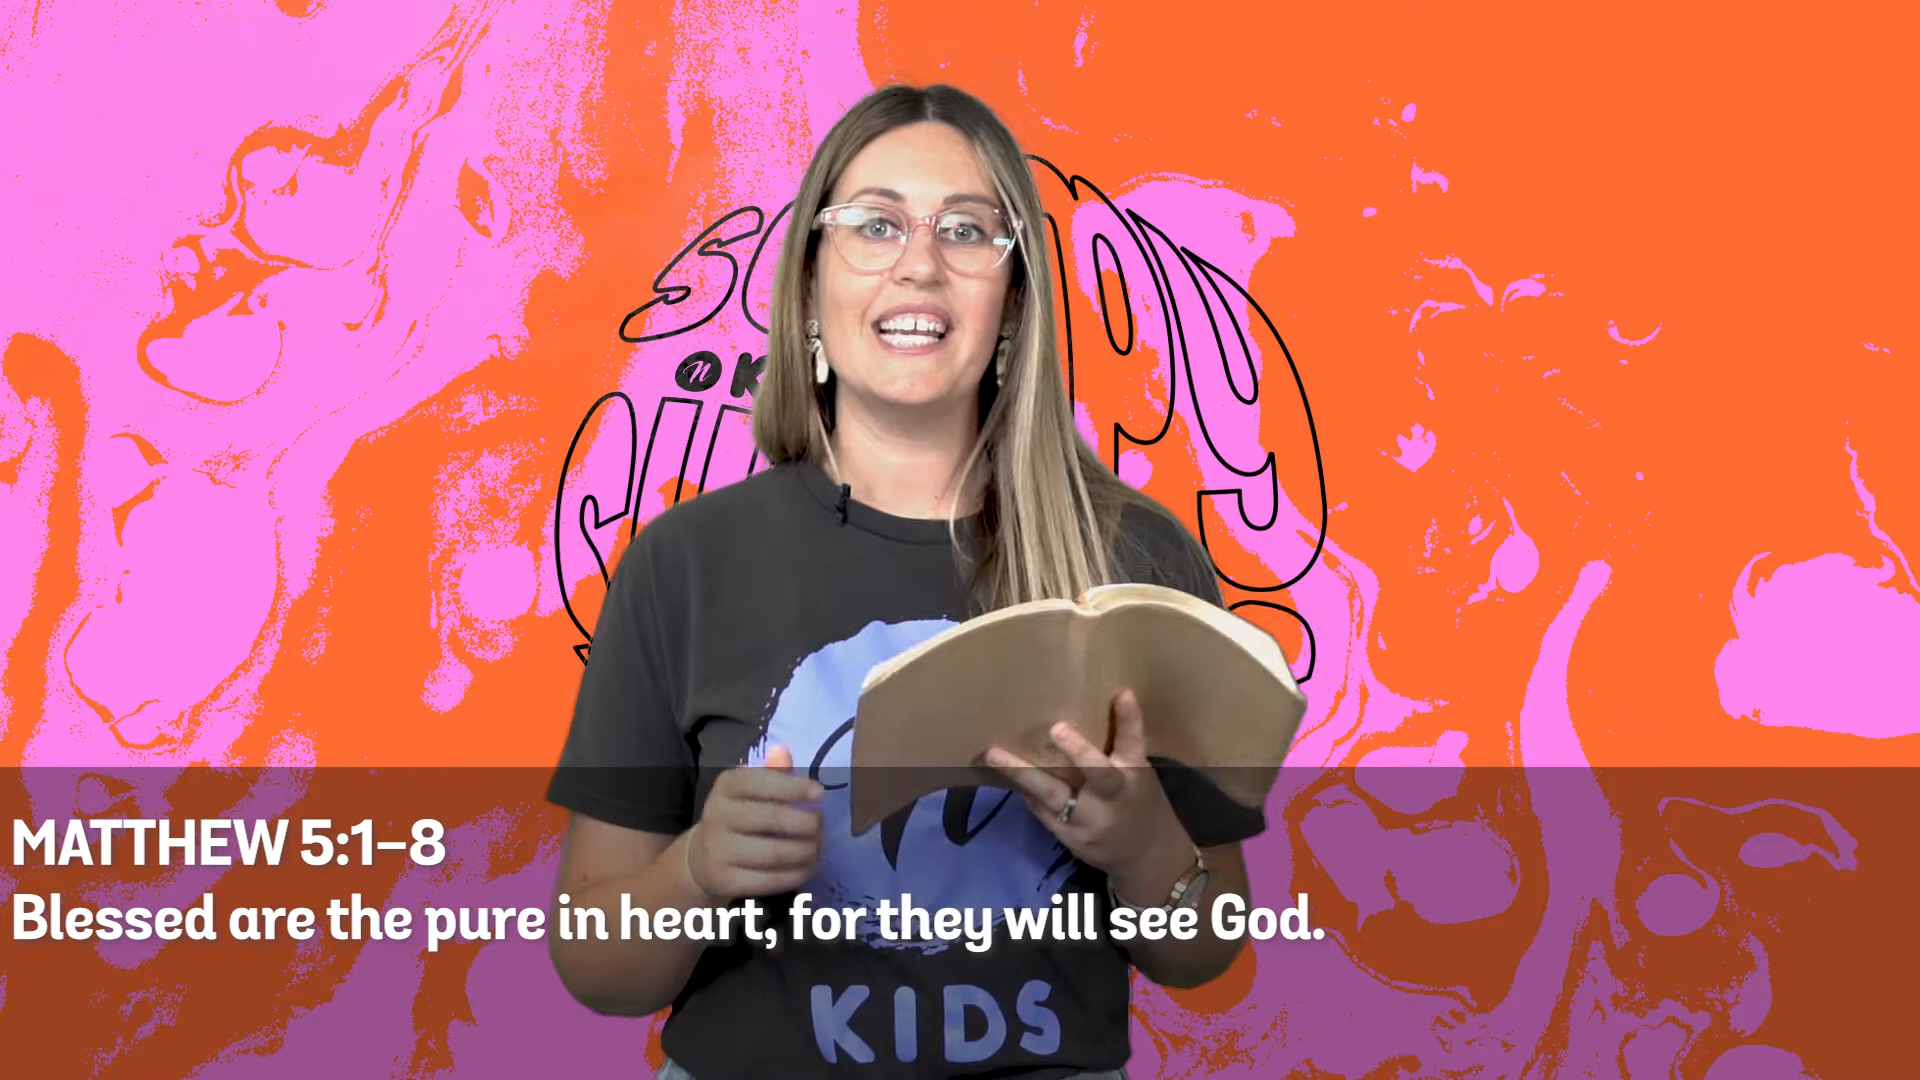 MATTHEW 5:1–8
Blessed are the pure in heart, for they will see God.
KIDS